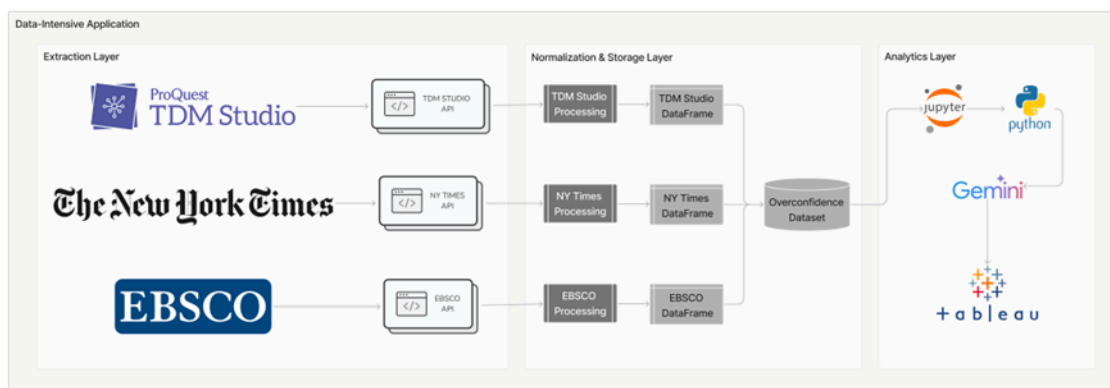 Data-Intensive Application
Extraction Layer
ProQuest
TDM Studio
</>
TDM STUDIO
API
The New York Times
</>
NY TIMES
API
EBSCO
</>
EBSCO
API
Normalization & Storage Layer
TDM Studio
Processing
TDM Studio
DataFrame
NY Times
Processing
NY Times
DataFrame
EBSCO
Processing
EBSCO
DataFrame
Overconfidence
Dataset
Analytics Layer
jupyter
python
Gemini
+ableau